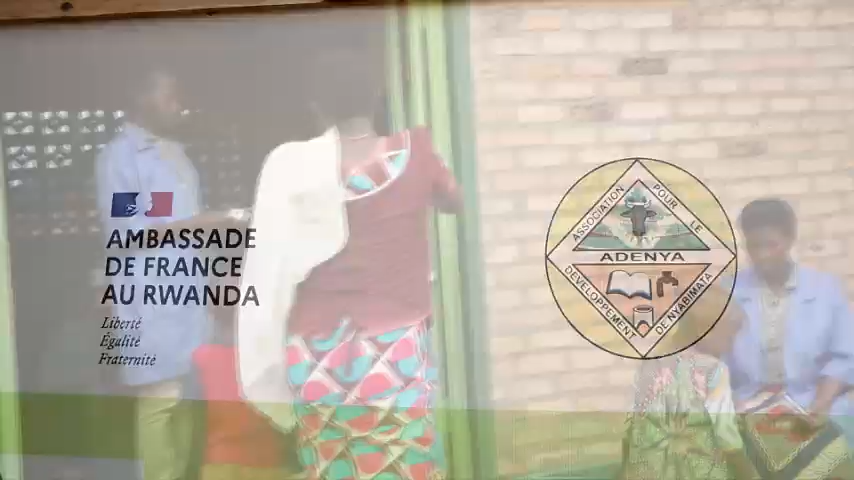 AMBASSADE
DE FRANCE
AU RWANDA
Liberté
Égalité
Fraternité
ASSOCIATION POUR LE
ADENYA
DEVELOPPEMENT DE NYABIMATA